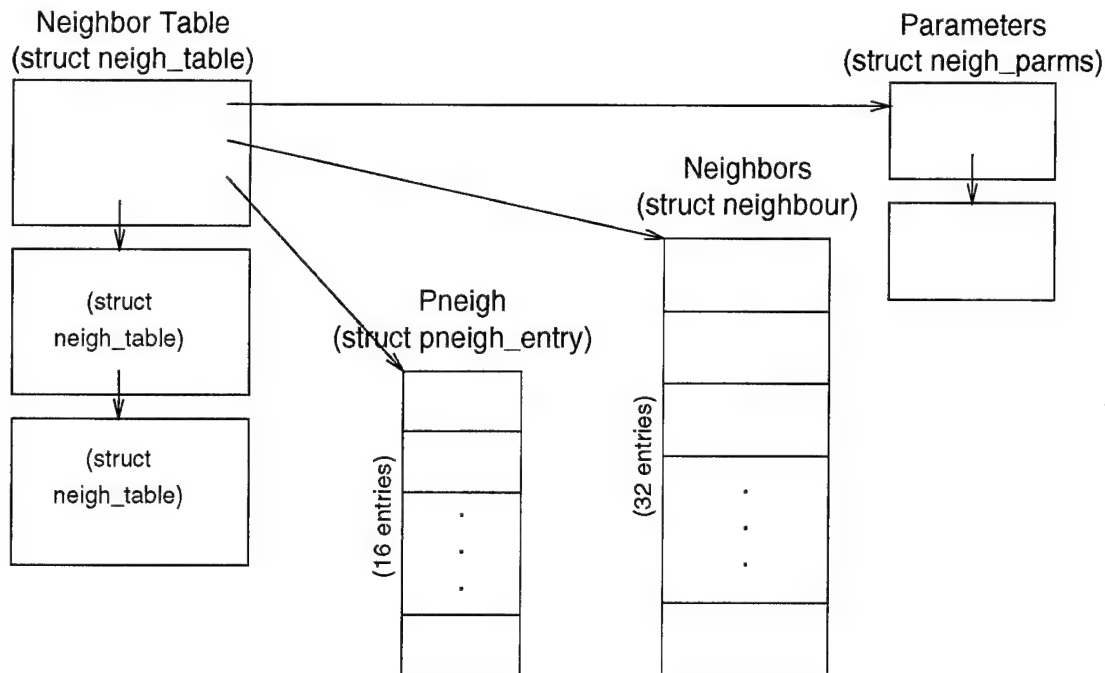 Neighbor Table
(struct neigh_table)
Parameters
(struct neigh_parms)
Neighbors
(struct neighbour)
(struct
neigh_table)
Pneigh
(struct pneigh_entry)
(32 entries)
(struct
neigh_table)
(16 entries)